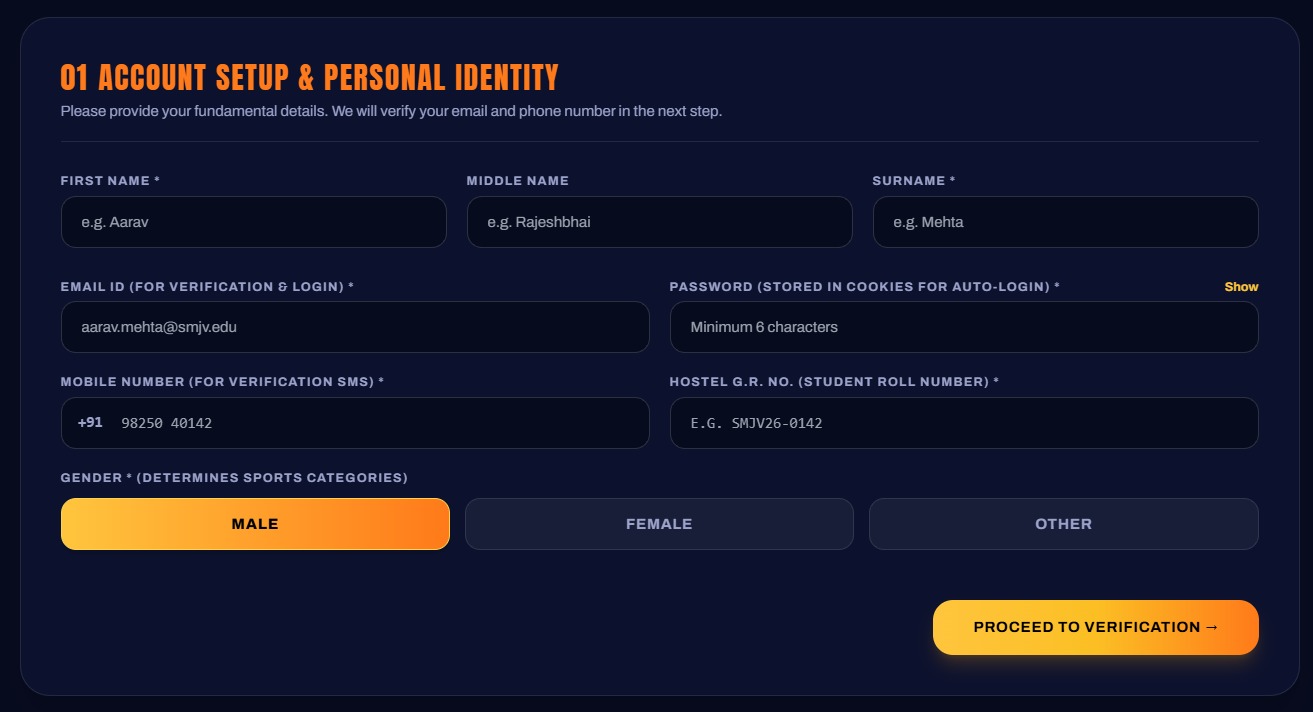 01 ACCOUNT SETUP & PERSONAL IDENTITY
Please provide your fundamental details. We will verify your email and phone number in the next step.
FIRST NAME * MIDDLE NAME SURNAME *
e.g. Aarav e.g. Rajeshbhai e.g. Mehta
EMAIL ID (FOR VERIFICATION & LOGIN) * PASSWORD (STORED IN COOKIES FOR AUTO-LOGIN) * Show
aarav.mehta@smjv.edu Minimum 6 characters
MOBILE NUMBER (FOR VERIFICATION SMS) * HOSTEL G.R. NO. (STUDENT ROLL NUMBER) *
+91 98250 40142 E.G. SMJV26-0142
GENDER * (DETERMINES SPORTS CATEGORIES)
MALE FEMALE OTHER
PROCEED TO VERIFICATION →